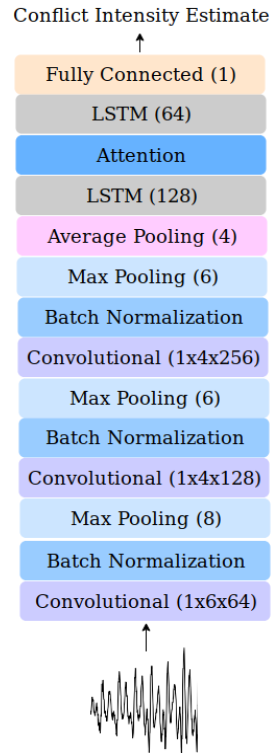 Conflict Intensity Estimate
Fully Connected (1)
LSTM (64)
Attention
LSTM (128)
Average Pooling (4)
Max Pooling (6)
Batch Normalization
Convolutional (1x4x256)
Max Pooling (6)
Batch Normalization
Convolutional (1x4x128)
Max Pooling (8)
Batch Normalization
Convolutional (1x6x64)